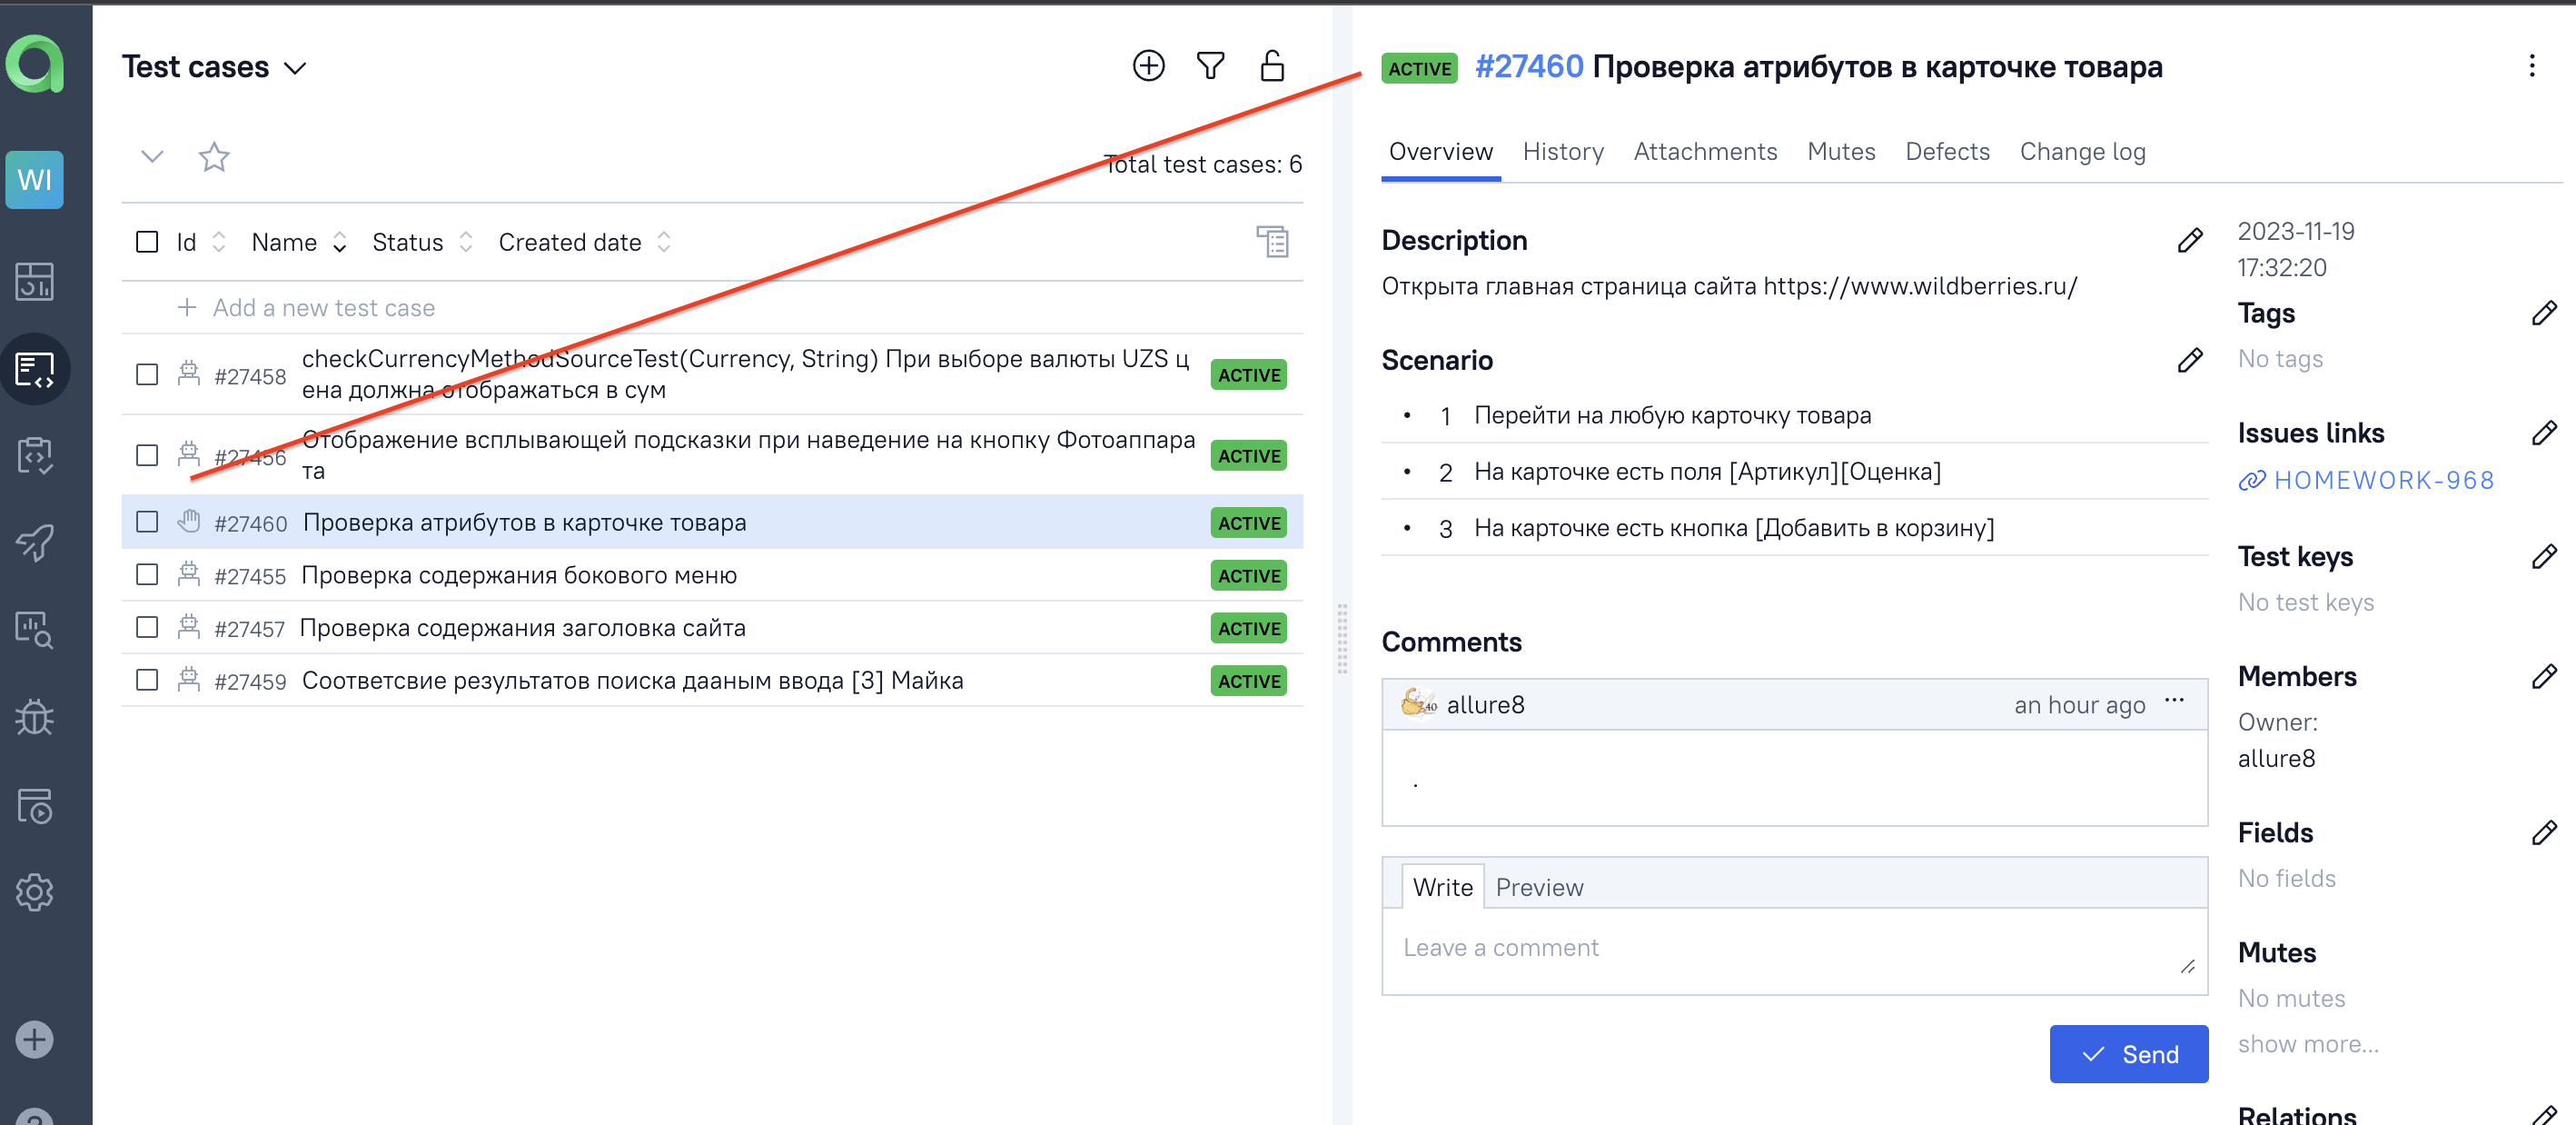 WI
Test cases
Total test cases: 6
Id Name Status Created date
Add a new test case
#27458 checkCurrencyMethodSourceTest(Currency, String) При выборе валюты UZS ц
ена должна отображаться в сум ACTIVE
#27456 Отображение всплывающей подсказки при наведение на кнопку Фотоаппара
та ACTIVE
#27460 Проверка атрибутов в карточке товара ACTIVE
#27455 Проверка содержания бокового меню ACTIVE
#27457 Проверка содержания заголовка сайта ACTIVE
#27459 Соответсвие результатов поиска дааным ввода [3] Майка ACTIVE
ACTIVE #27460 Проверка атрибутов в карточке товара
Overview History Attachments Mutes Defects Change log
Description
Открыта главная страница сайта https://www.wildberries.ru/
Scenario
• 1 Перейти на любую карточку товара
• 2 На карточке есть поля [Артикул][Оценка]
• 3 На карточке есть кнопка [Добавить в корзину]
Comments
allure8 an hour ago ...
.
Write Preview
Leave a comment
Send
2023-11-19
17:32:20
Tags
No tags
Issues links
HOMEWORK-968
Test keys
No test keys
Members
Owner:
allure8
Fields
No fields
Mutes
No mutes
show more...
Relations